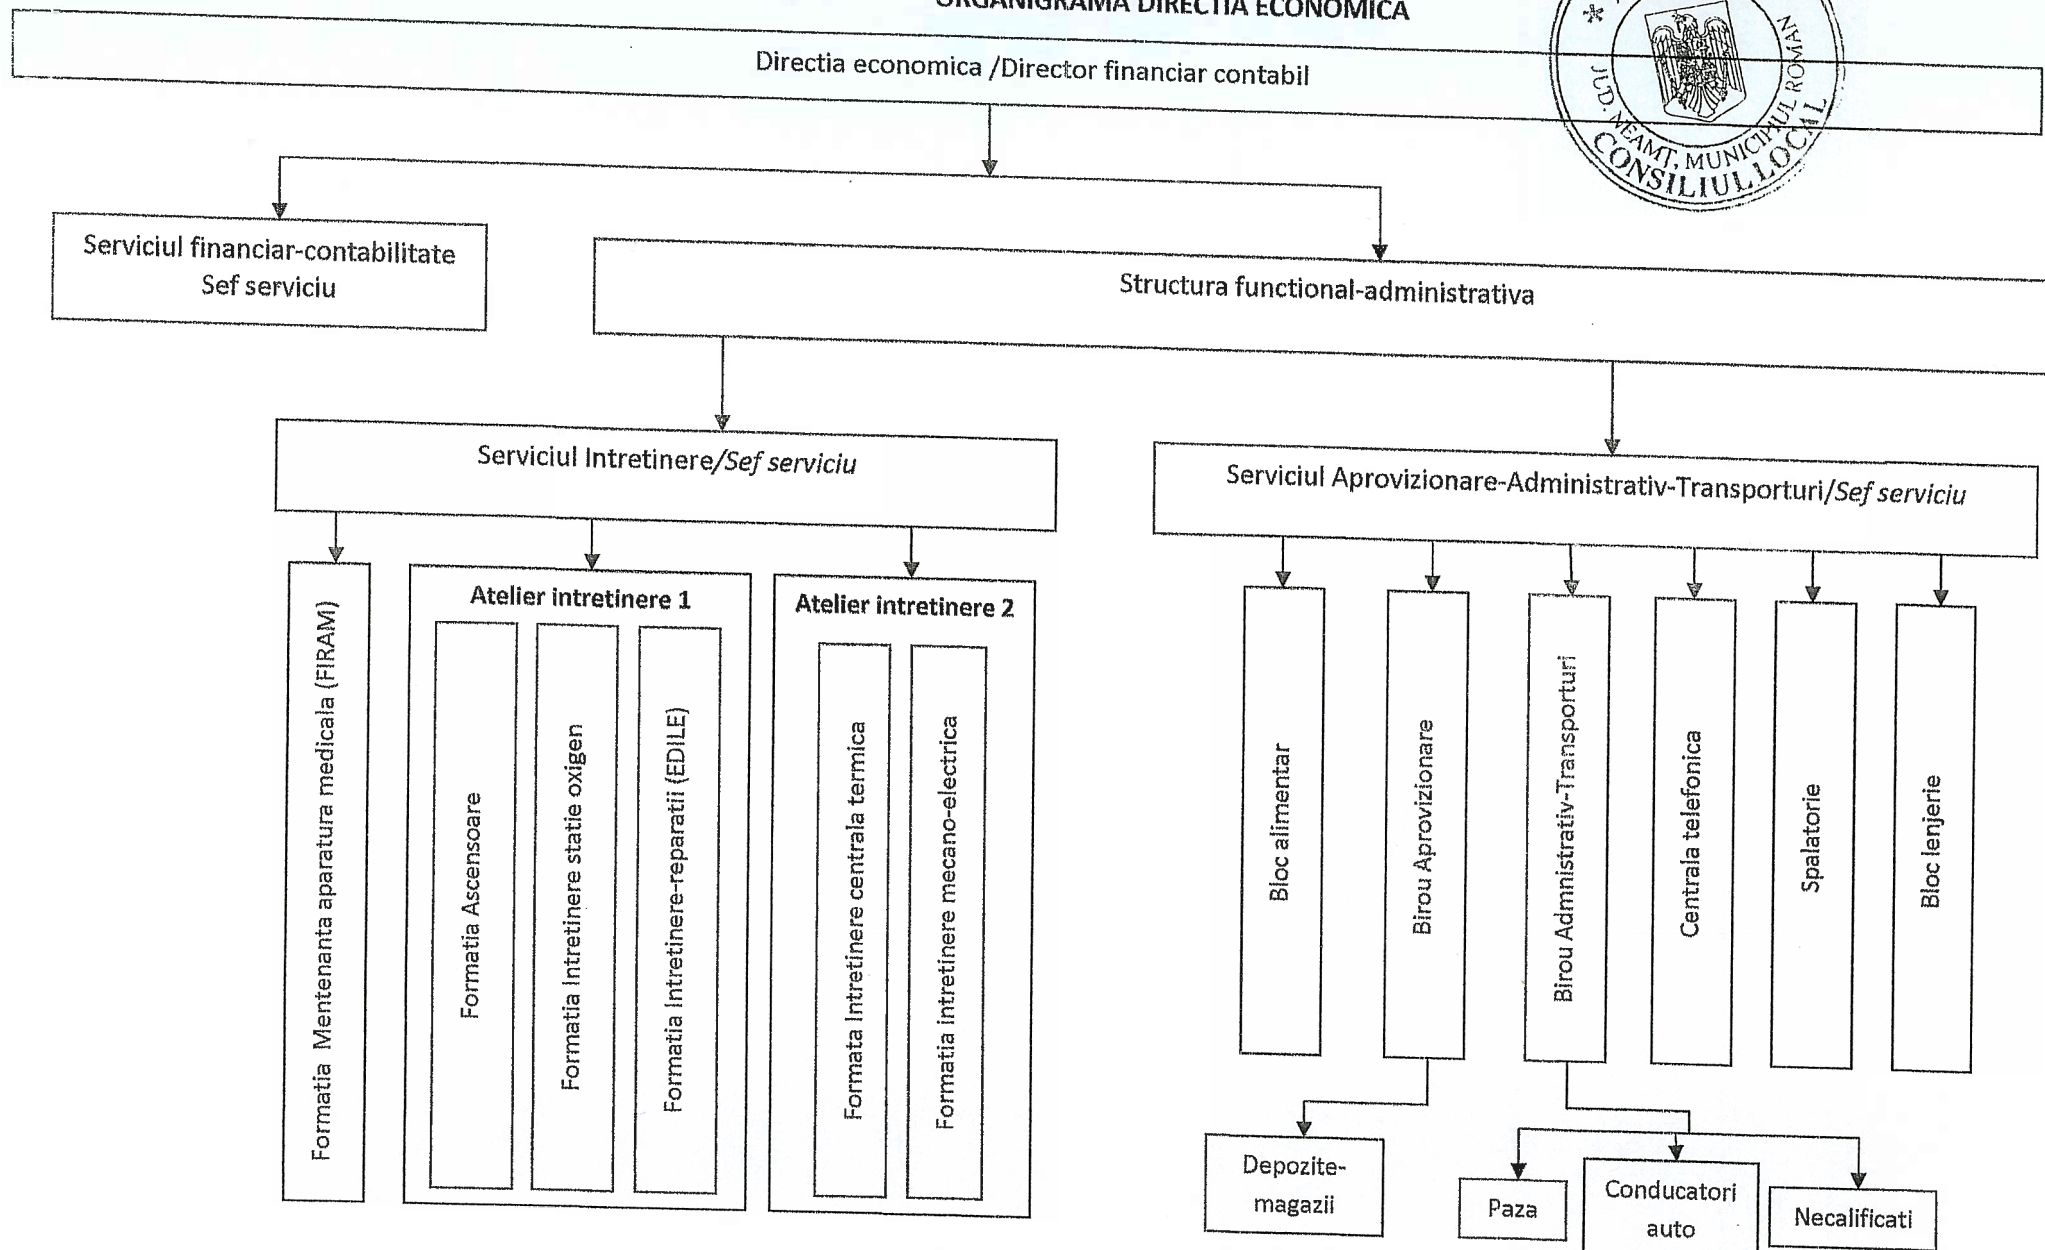 ORGANIGRAMA DIRECTIA ECONOMICA
Directia economica /Director financiar contabil
JUD. NEAMT, MUNICIPIUL ROMAN
CONSILIUL LOCAL
Serviciul financiar-contabilitate
Sef serviciu
Structura functional-administrativa
Serviciul Intretinere/Sef serviciu
Serviciul Aprovizionare-Administrativ-Transporturi/Sef serviciu
Formatia Mentenanta aparatura medicala (FIRAM)
Atelier intretinere 1
Formatia Ascensoare
Formatia Intretinere statie oxigen
Formatia Intretinere-reparatii (EDILE)
Atelier intretinere 2
Formata Intretinere centrala termica
Formatia intretinere mecano-electrica
Bloc alimentar
Birou Aprovizionare
Birou Admnistrativ-Transporturi
Centrala telefonica
Spalatorie
Bloc lenjerie
Depozite-
magazii
Paza
Conducatori
auto
Necalificati